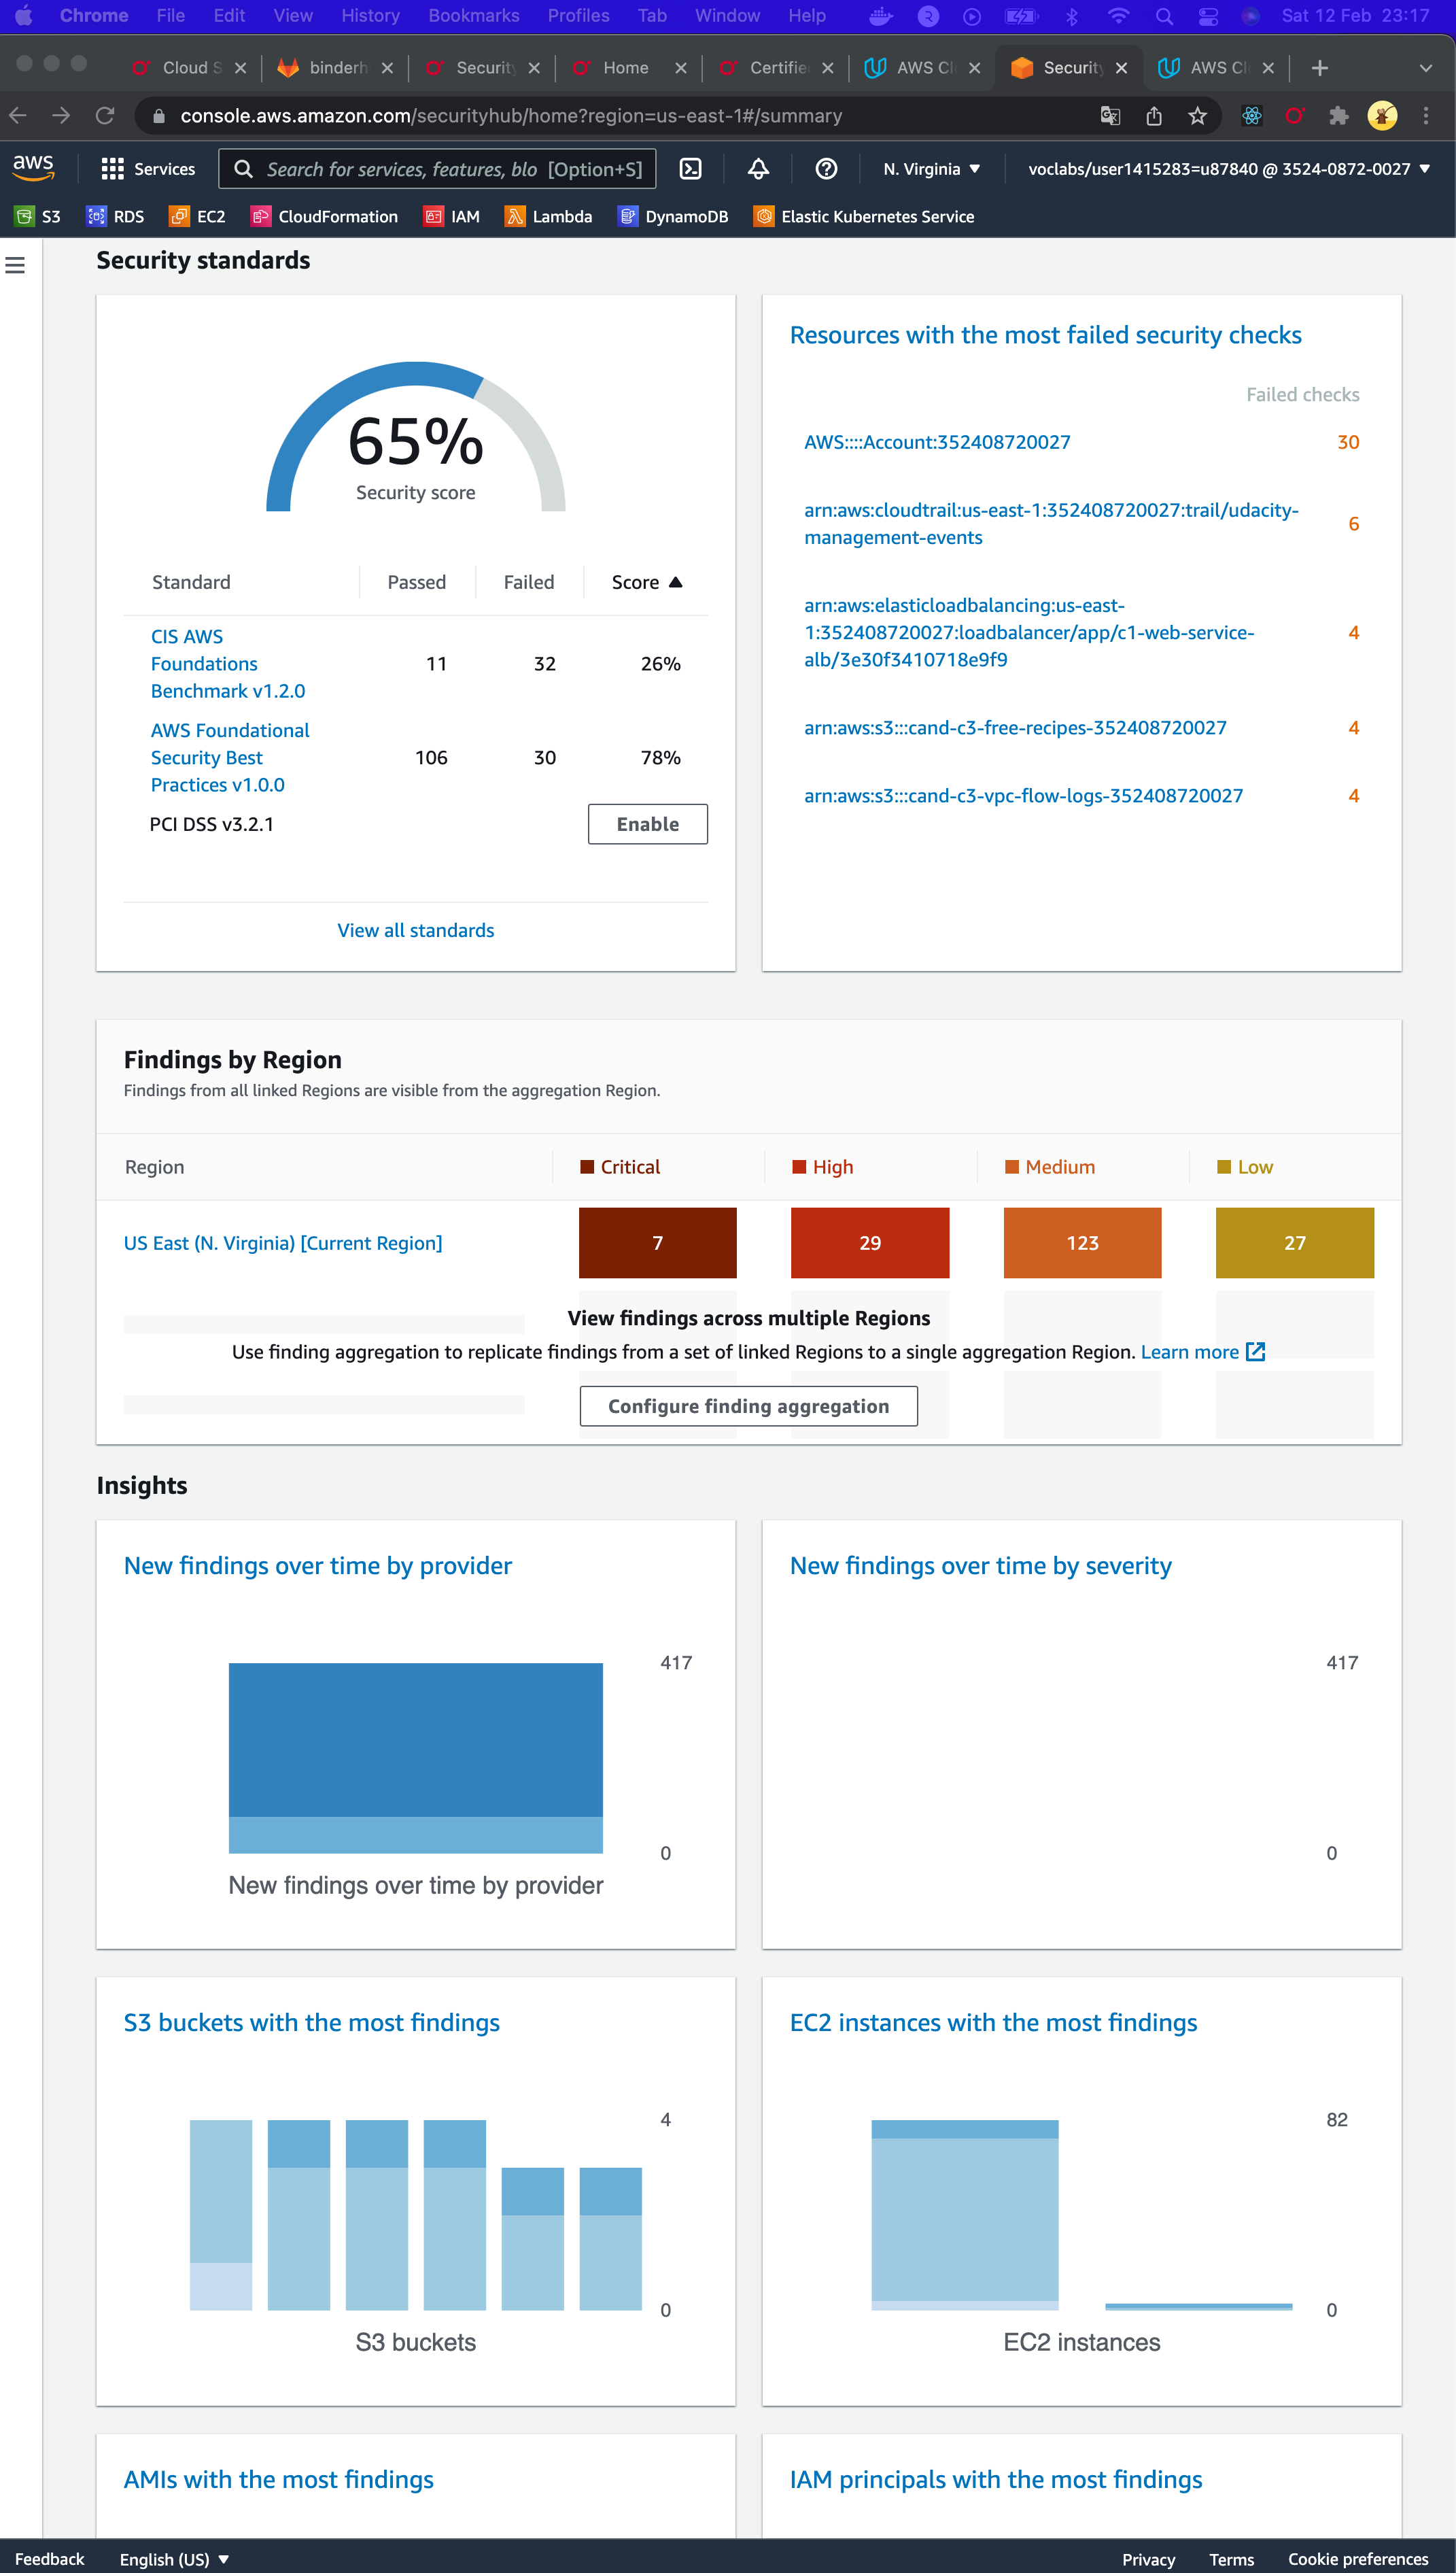 Chrome File Edit View History Bookmarks Profiles Tab Window Help Sat 12 Feb 23:17
Cloud S binderh Security Home Certifie AWS Cl Security AWS Cl
console.aws.amazon.com/securityhub/home?region=us-east-1#/summary
aws Services Search for services, features, blo [Option+S] N. Virginia voclabs/user1415283=u87840 @ 3524-0872-0027
S3 RDS EC2 CloudFormation IAM Lambda DynamoDB Elastic Kubernetes Service
Security standards
65%
Security score
Standard Passed Failed Score
CIS AWS
Foundations
Benchmark v1.2.0
11 32 26%
AWS Foundational
Security Best
Practices v1.0.0
106 30 78%
PCI DSS v3.2.1 Enable
View all standards
Resources with the most failed security checks
Failed checks
AWS::::Account:352408720027 30
arn:aws:cloudtrail:us-east-1:352408720027:trail/udacity-
management-events
6
arn:aws:elasticloadbalancing:us-east-
1:352408720027:loadbalancer/app/c1-web-service-
alb/3e30f3410718e9f9
4
arn:aws:s3:::cand-c3-free-recipes-352408720027 4
arn:aws:s3:::cand-c3-vpc-flow-logs-352408720027 4
Findings by Region
Findings from all linked Regions are visible from the aggregation Region.
Region Critical High Medium Low
US East (N. Virginia) [Current Region] 7 29 123 27
View findings across multiple Regions
Use finding aggregation to replicate findings from a set of linked Regions to a single aggregation Region. Learn more
Configure finding aggregation
Insights
New findings over time by provider
417
0
New findings over time by provider
New findings over time by severity
417
0
S3 buckets with the most findings
4
0
S3 buckets
EC2 instances with the most findings
82
0
EC2 instances
AMIs with the most findings
IAM principals with the most findings
Feedback English (US) Privacy Terms Cookie preferences